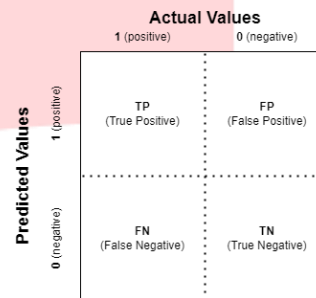 Actual Values
1 (positive) 0 (negative)
Predicted Values
1 (positive)
TP FP
(True Positive) (False Positive)
0 (negative)
FN TN
(False Negative) (True Negative)